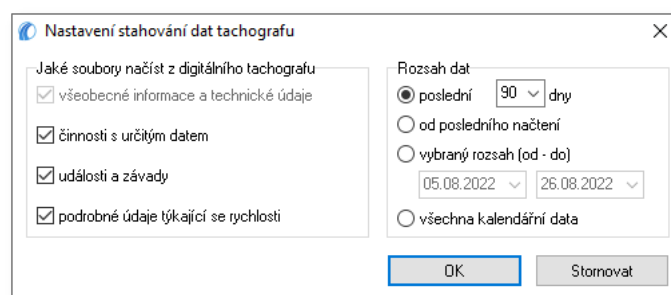 Nastavení stahování dat tachografu
Jaké soubory načíst z digitálního tachografu
všeobecné informace a technické údaje
činnosti s určitým datem
události a závady
podrobné údaje týkající se rychlosti
Rozsah dat
poslední 90 dny
od posledního načtení
vybraný rozsah (od - do)
05.08.2022 26.08.2022
všechna kalendářní data
OK Stornovat